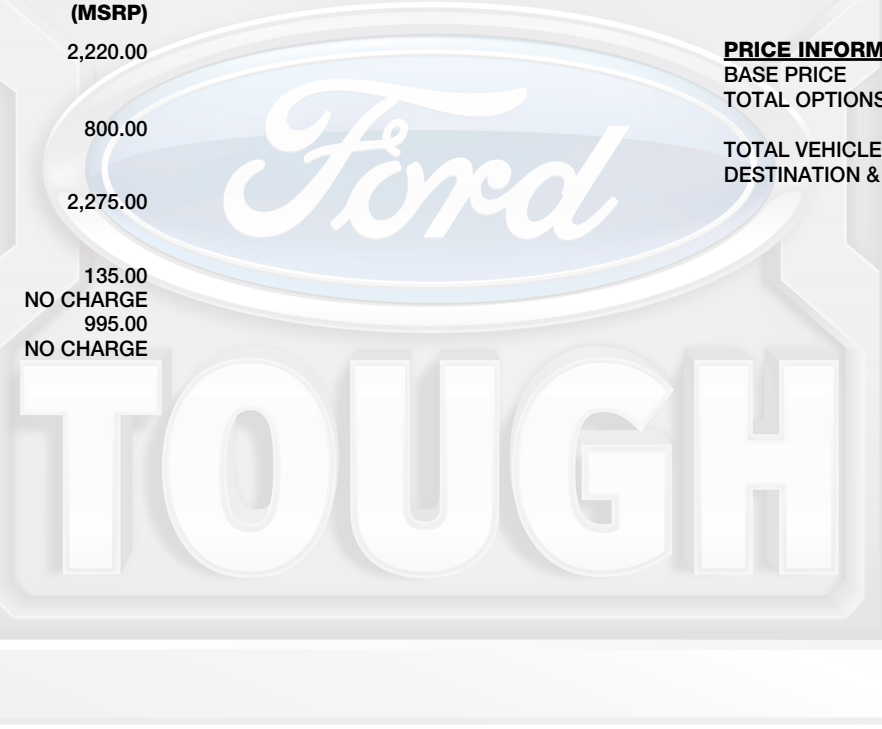 (MSRP)
2,220.00
800.00
2,275.00
135.00
NO CHARGE
995.00
NO CHARGE
PRICE INFORM
BASE PRICE
TOTAL OPTIONS
TOTAL VEHICLE
DESTINATION &
Ford
TOUGH